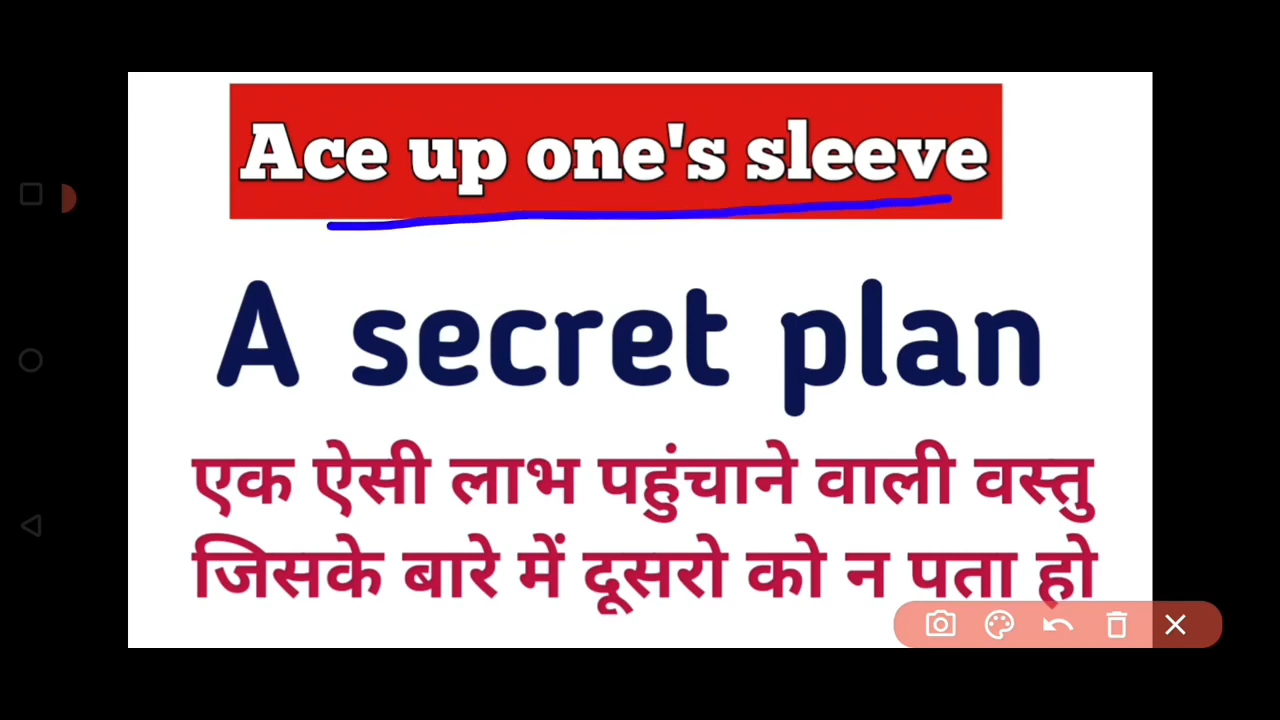 Ace up one's sleeve
A secret plan
एक ऐसी लाभ पहुंचाने वाली वस्तु
जिसके बारे में दूसरो को न पता हो